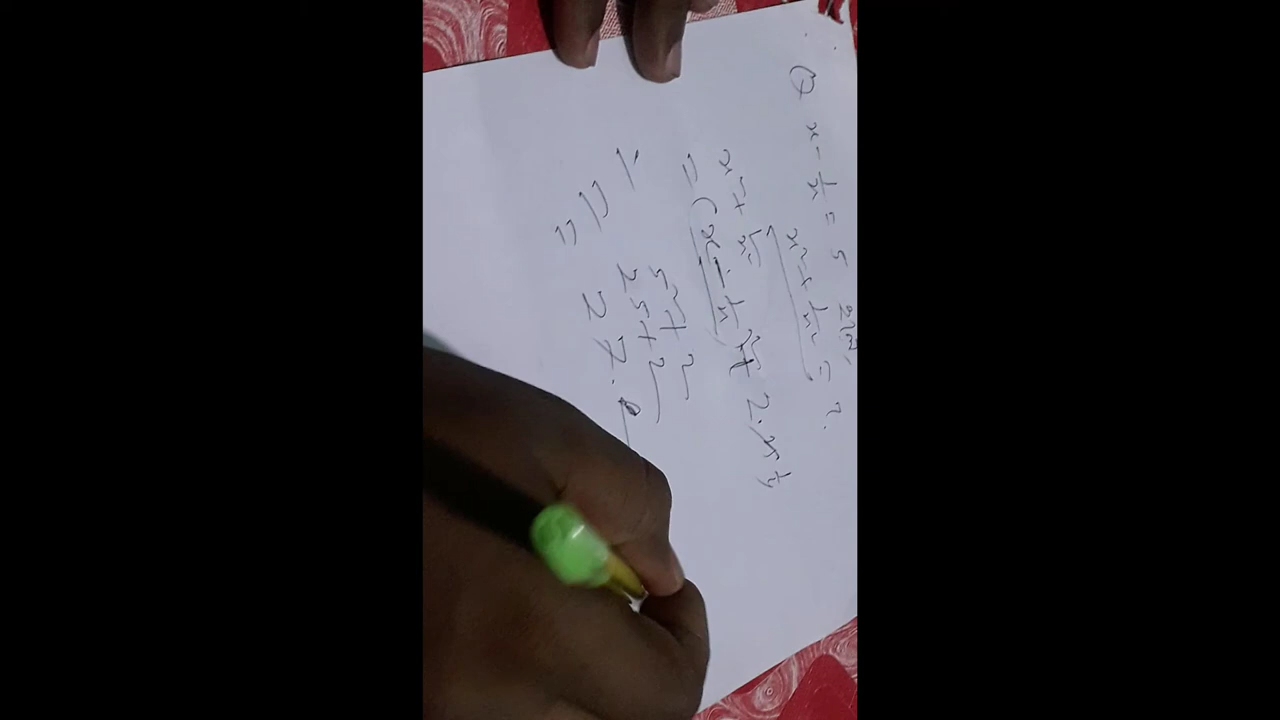 Q x - 1/x = 5
x² + 1/x² = ?
x² + 1/x²
= (x - 1/x)² + 2.x 1/x
= 5² + 2
= 25 + 2
= 27.